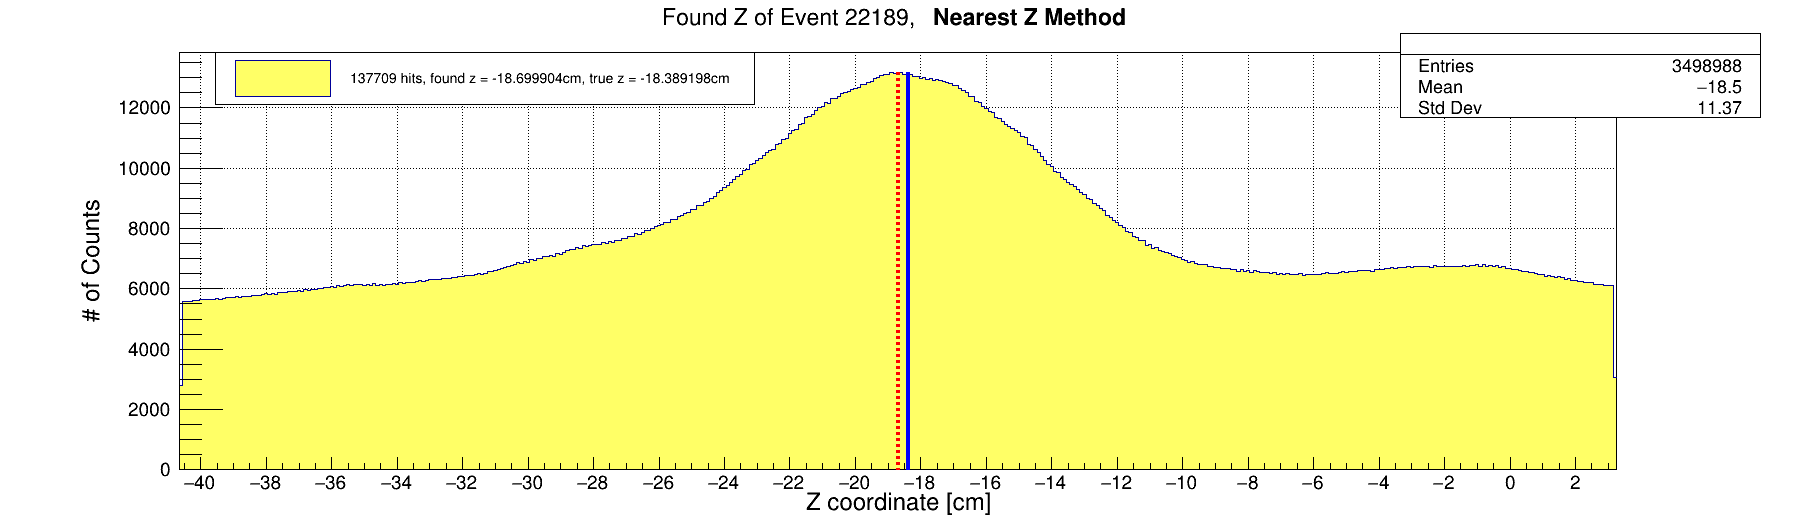 Found Z of Event 22189, Nearest Z Method
137709 hits, found z = -18.699904cm, true z = -18.389198cm
Entries 3498988
Mean −18.5
Std Dev 11.37
# of Counts
12000
10000
8000
6000
4000
2000
0
−40 −38 −36 −34 −32 −30 −28 −26 −24 −22 −20 −18 −16 −14 −12 −10 −8 −6 −4 −2 0 2
Z coordinate [cm]